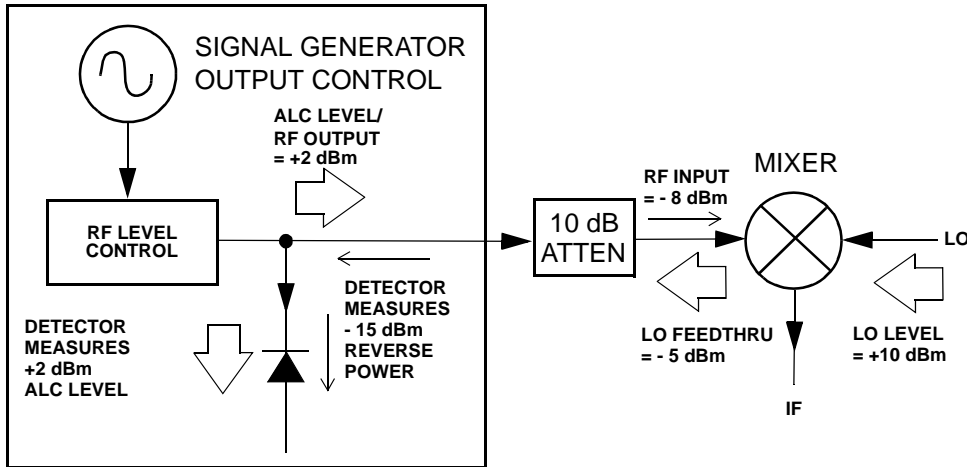 SIGNAL GENERATOR
OUTPUT CONTROL
ALC LEVEL/
RF OUTPUT
= +2 dBm
RF LEVEL
CONTROL
DETECTOR
MEASURES
+2 dBm
ALC LEVEL
DETECTOR
MEASURES
- 15 dBm
REVERSE
POWER
10 dB
ATTEN
RF INPUT
= - 8 dBm
MIXER
LO
LO FEEDTHRU
= - 5 dBm
LO LEVEL
= +10 dBm
IF